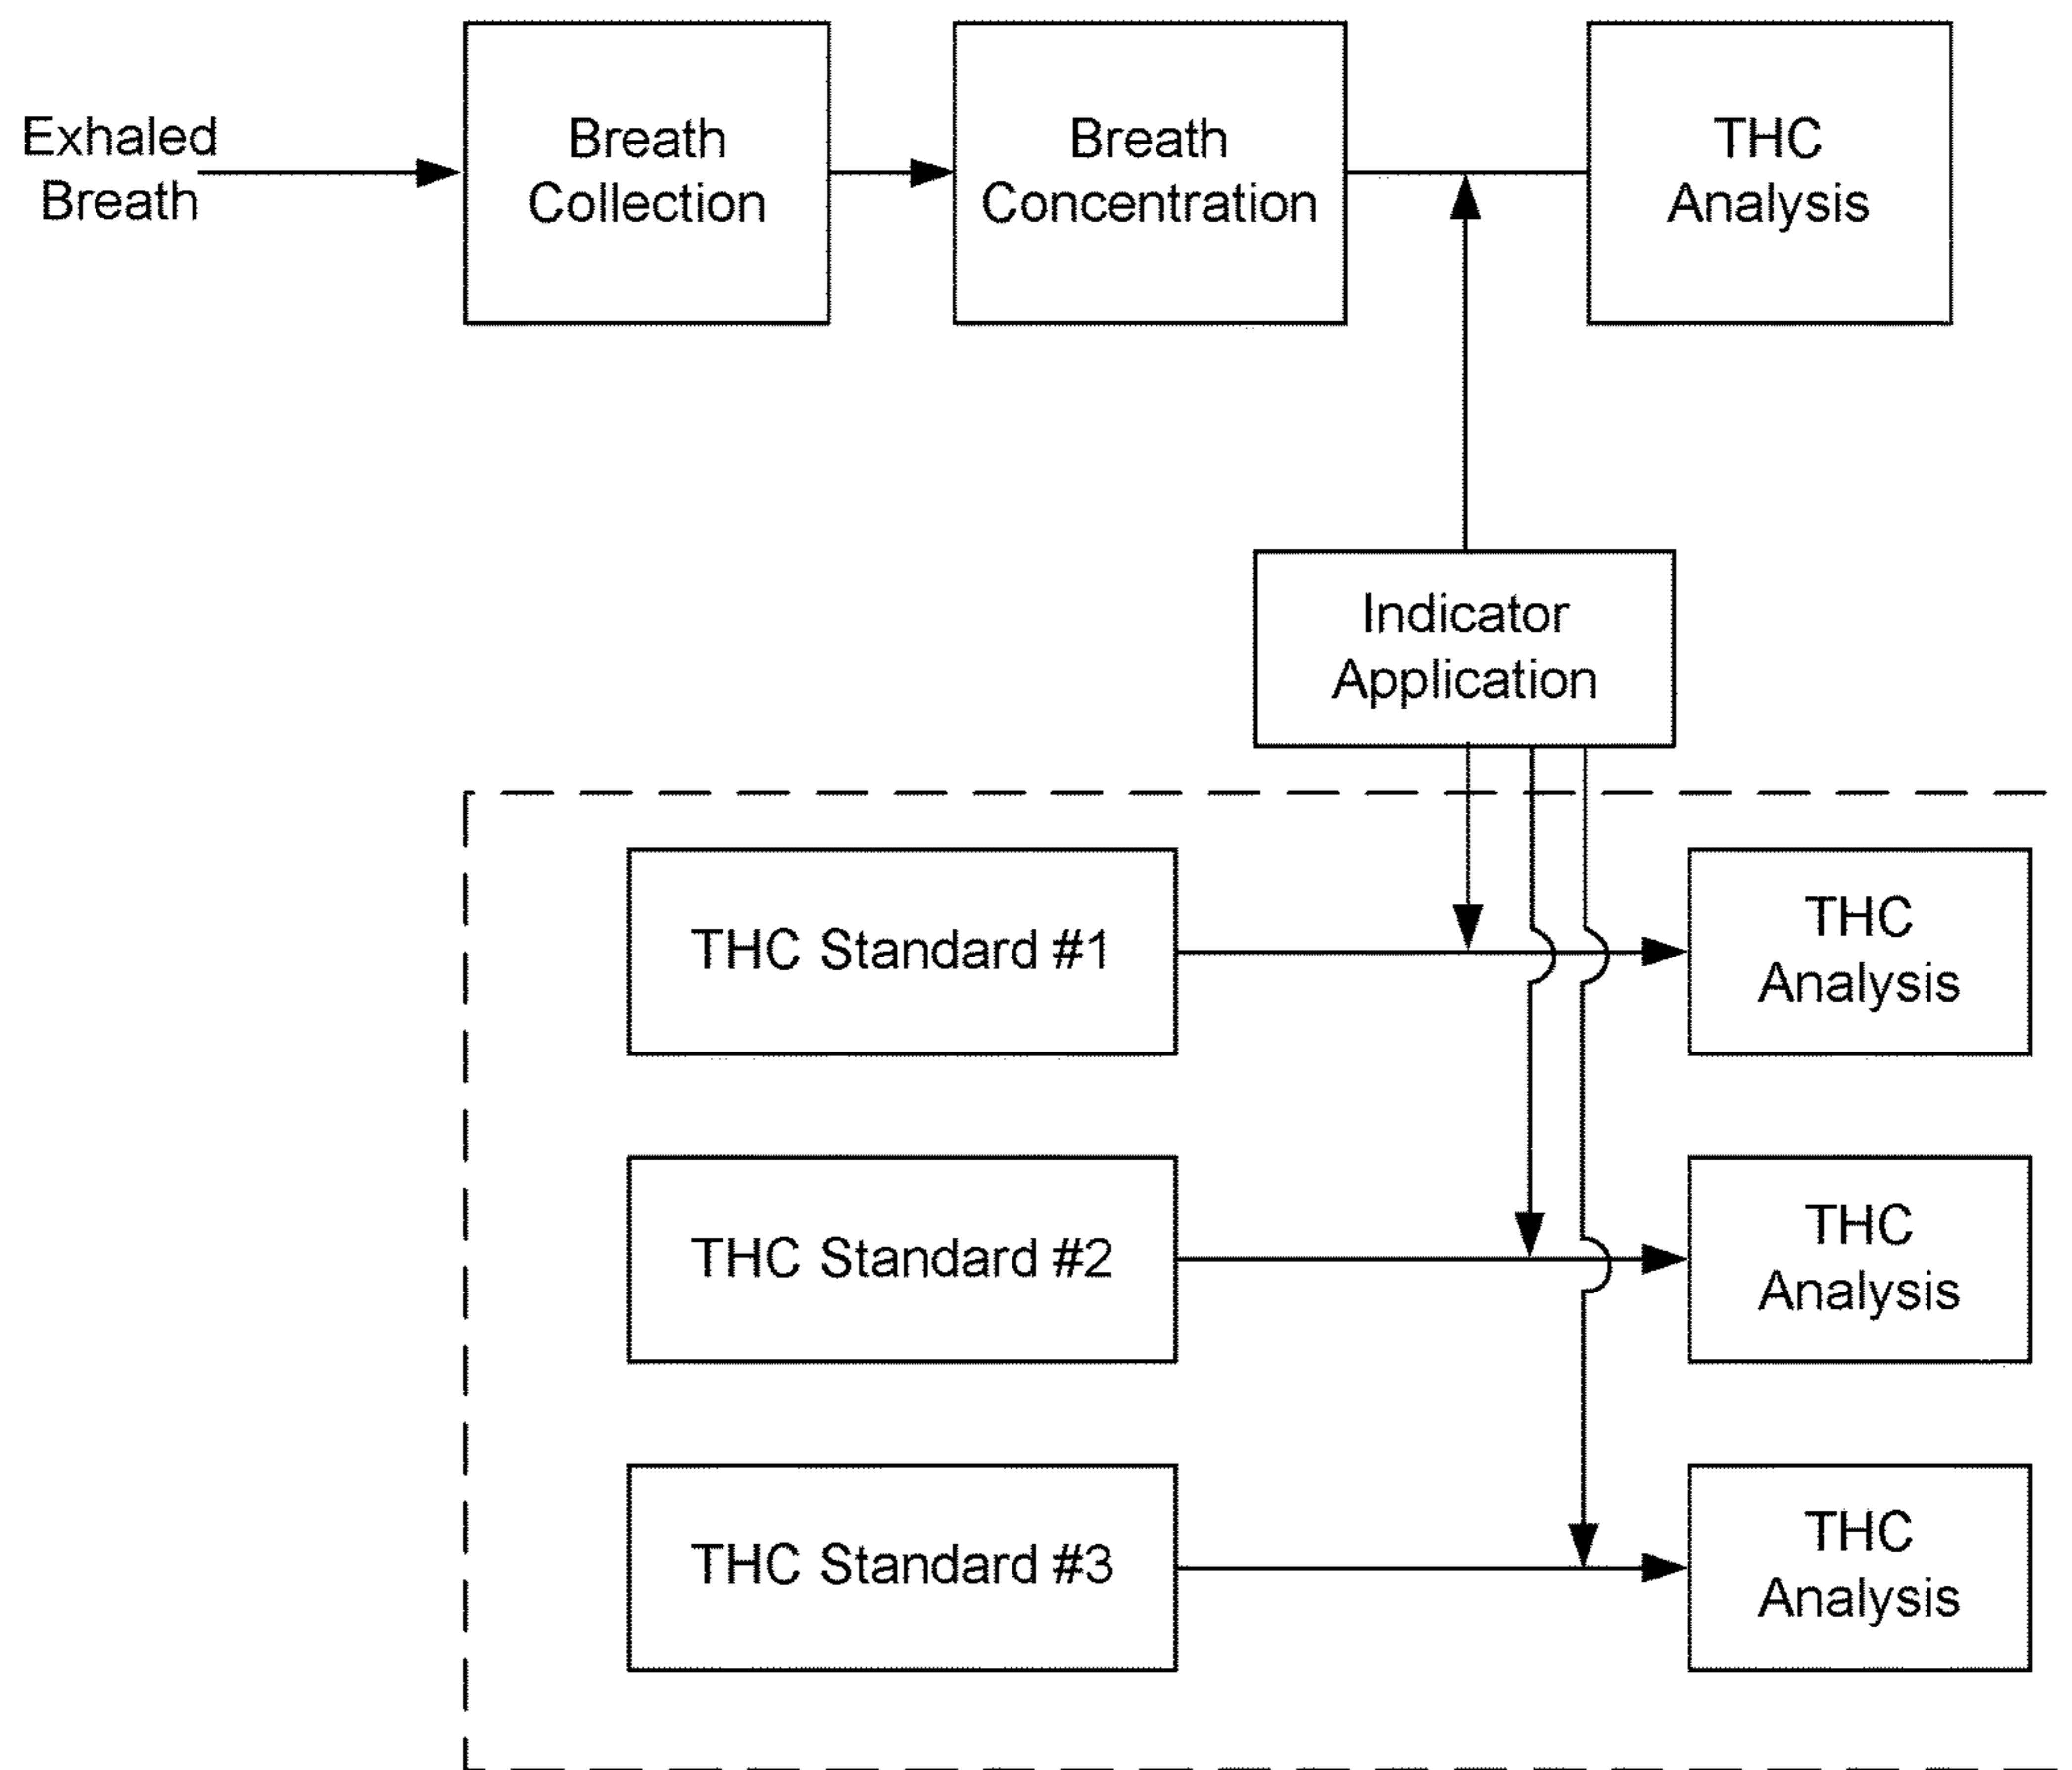 Exhaled
Breath
Breath
Collection
Breath
Concentration
THC
Analysis
Indicator
Application
THC Standard #1
THC
Analysis
THC Standard #2
THC
Analysis
THC Standard #3
THC
Analysis